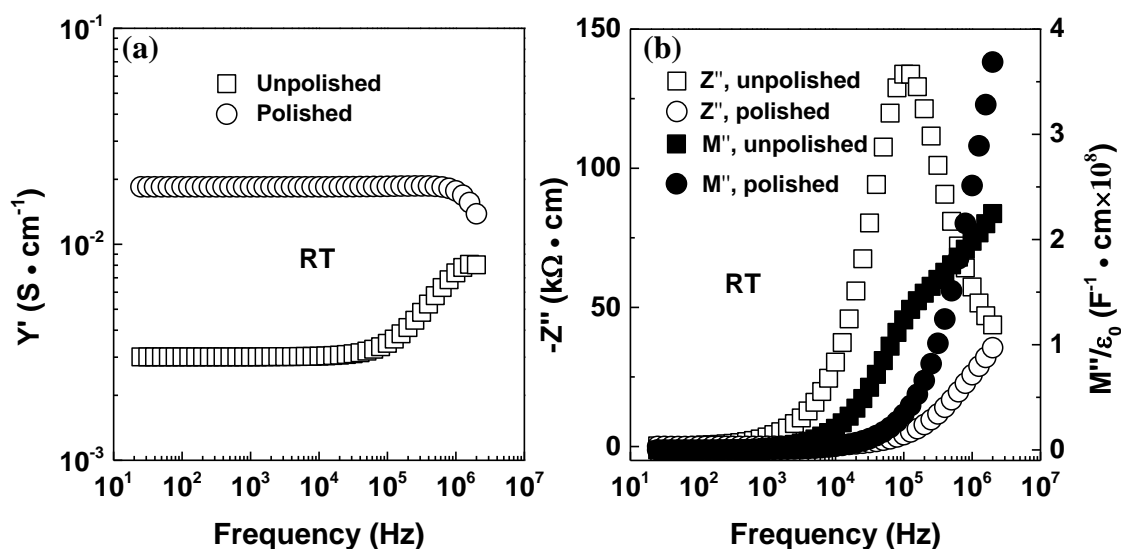 (a)
Unpolished
Polished
RT
10⁻¹
10⁻²
10⁻³
Y' (S • cm⁻¹)
10¹ 10² 10³ 10⁴ 10⁵ 10⁶ 10⁷
Frequency (Hz)
(b)
Z'', unpolished
Z'', polished
M'', unpolished
M'', polished
RT
150
100
50
0
-Z'' (kΩ • cm)
4
3
2
1
0
M''/ε₀ (F⁻¹ • cm×10⁸)
10¹ 10² 10³ 10⁴ 10⁵ 10⁶ 10⁷
Frequency (Hz)